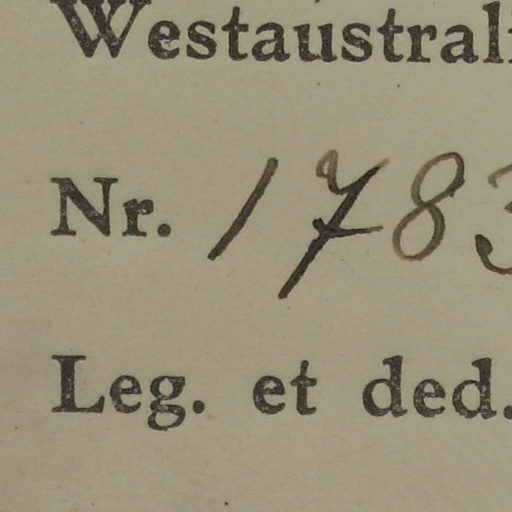 Westaustrali
Nr. 1783
Leg. et ded.